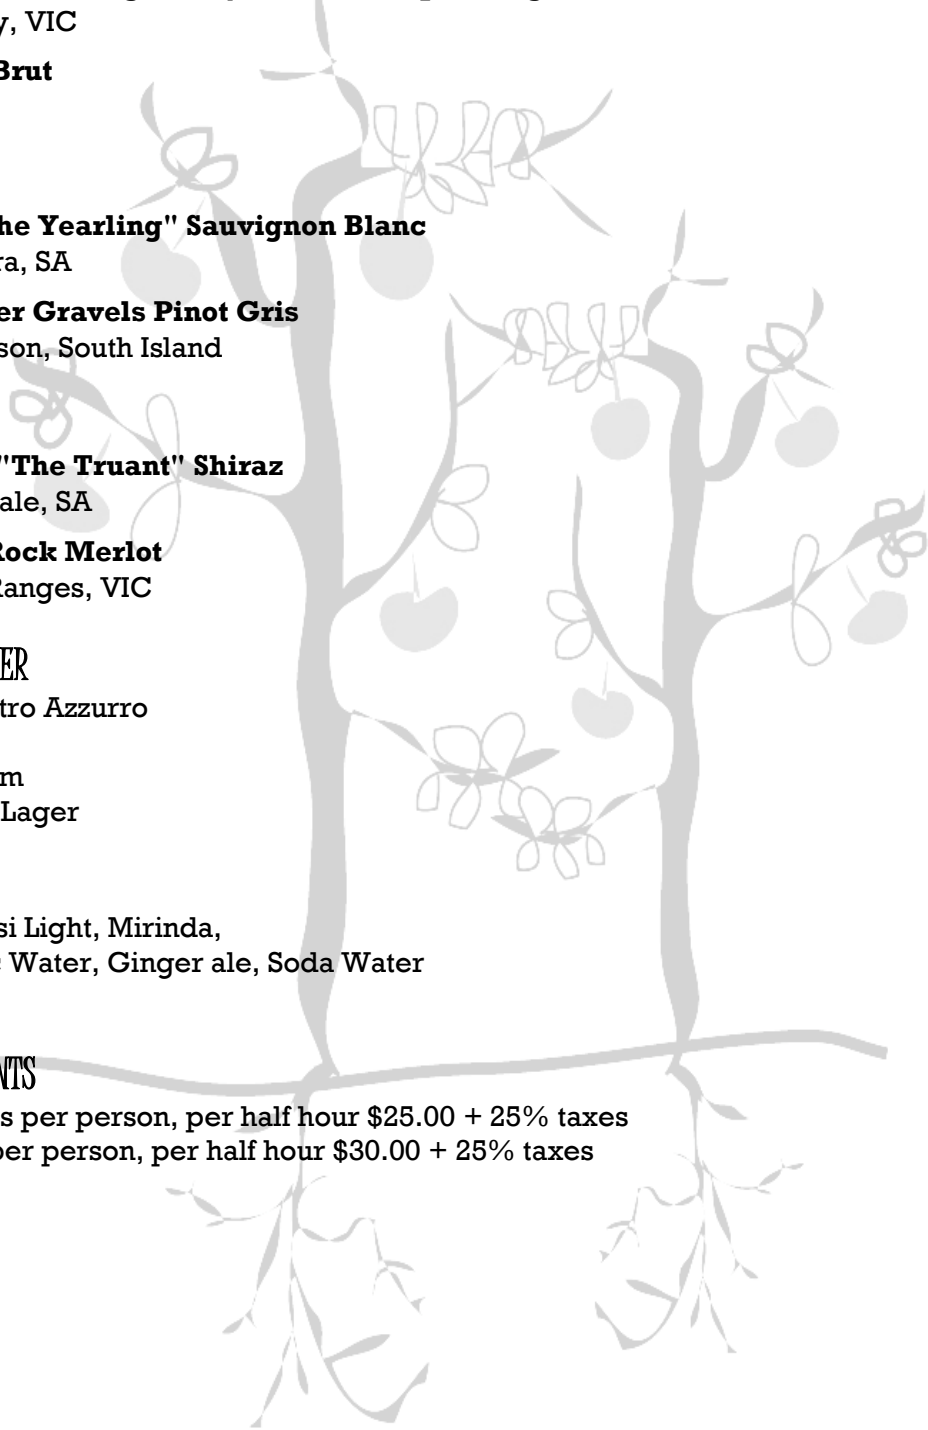 y, VIC
Brut
he Yearling" Sauvignon Blanc
ra, SA
er Gravels Pinot Gris
son, South Island
"The Truant" Shiraz
ale, SA
Rock Merlot
Ranges, VIC
ER
tro Azzurro
m
Lager
si Light, Mirinda,
Water, Ginger ale, Soda Water
NTS
s per person, per half hour $25.00 + 25% taxes
per person, per half hour $30.00 + 25% taxes